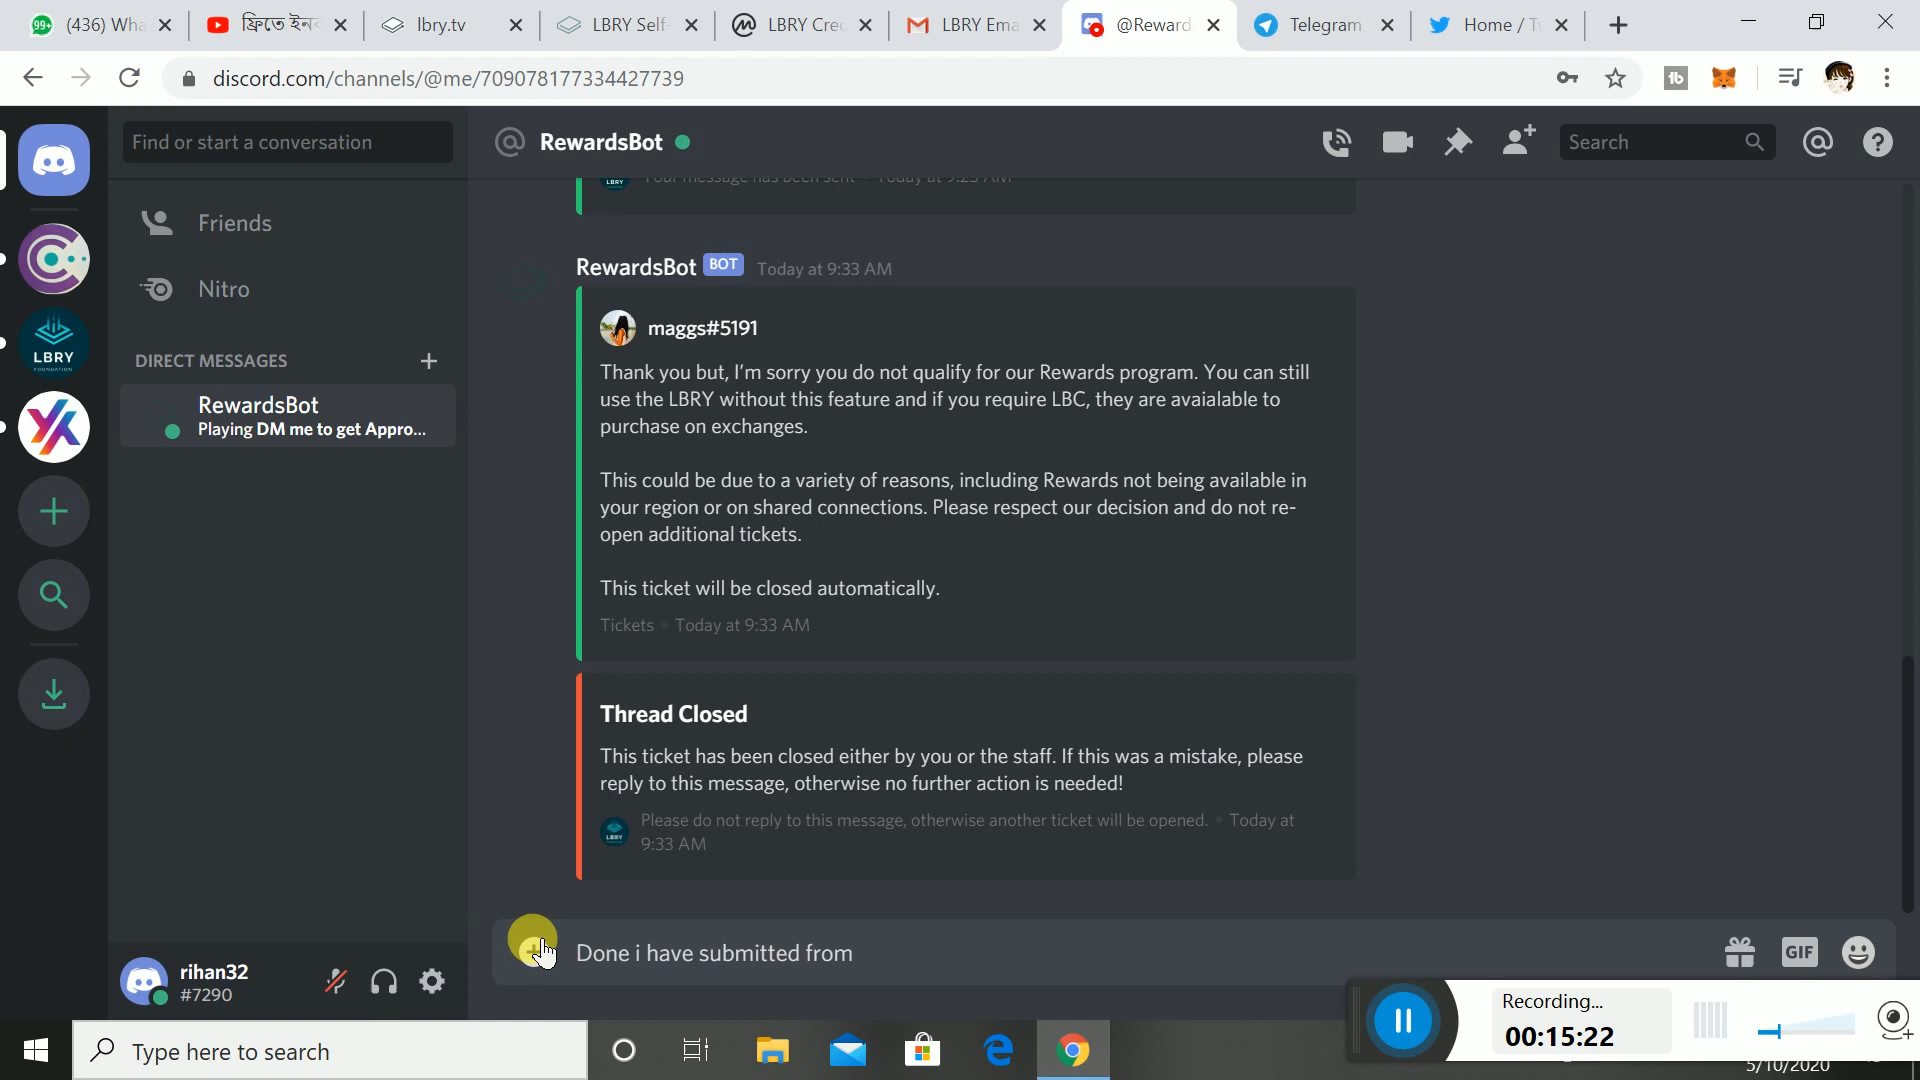 99+ (436) Wha
ফ্রিতে ইন
lbry.tv
LBRY Self-
LBRY Cre
LBRY Ema
@Reward
Telegram
Home / Tw
discord.com/channels/@me/709078177334427739
Find or start a conversation
RewardsBot
Search
Friends
Nitro
LBRY
FOUNDATION
DIRECT MESSAGES
RewardsBot
Playing DM me to get Appro...
Your message has been sent • Today at 9:23 AM
RewardsBot BOT Today at 9:33 AM
maggs#5191
Thank you but, I'm sorry you do not qualify for our Rewards program. You can still
use the LBRY without this feature and if you require LBC, they are avaialable to
purchase on exchanges.
This could be due to a variety of reasons, including Rewards not being available in
your region or on shared connections. Please respect our decision and do not re-
open additional tickets.
This ticket will be closed automatically.
Tickets • Today at 9:33 AM
Thread Closed
This ticket has been closed either by you or the staff. If this was a mistake, please
reply to this message, otherwise no further action is needed!
Please do not reply to this message, otherwise another ticket will be opened. • Today at
9:33 AM
Done i have submitted from
GIF
rihan32
#7290
Recording...
00:15:22
Type here to search
5/10/2020